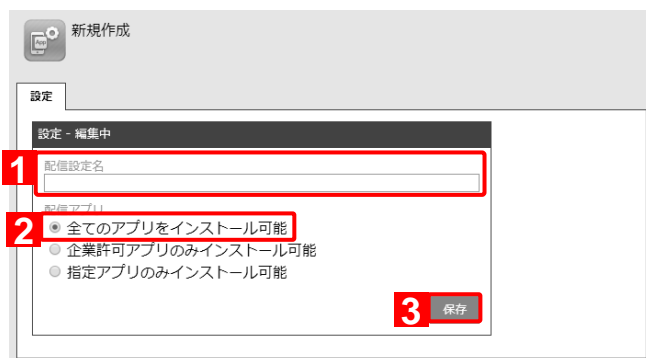 App
新規作成
設定
設定 - 編集中
1
配信設定名
配信アプリ
2
全てのアプリをインストール可能
企業許可アプリのみインストール可能
指定アプリのみインストール可能
3
保存